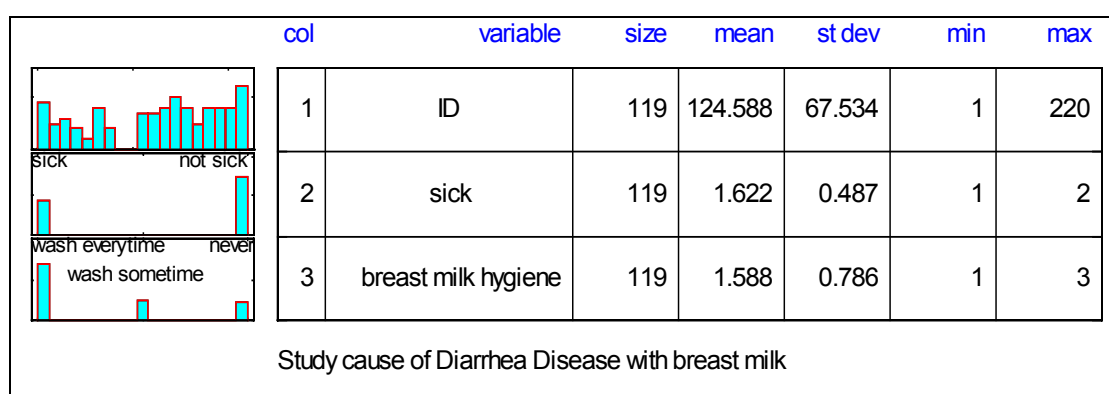 col variable size mean st dev min max
1 ID 119 124.588 67.534 1 220
sick not sick
2 sick 119 1.622 0.487 1 2
wash everytime never
wash sometime
3 breast milk hygiene 119 1.588 0.786 1 3
Study cause of Diarrhea Disease with breast milk